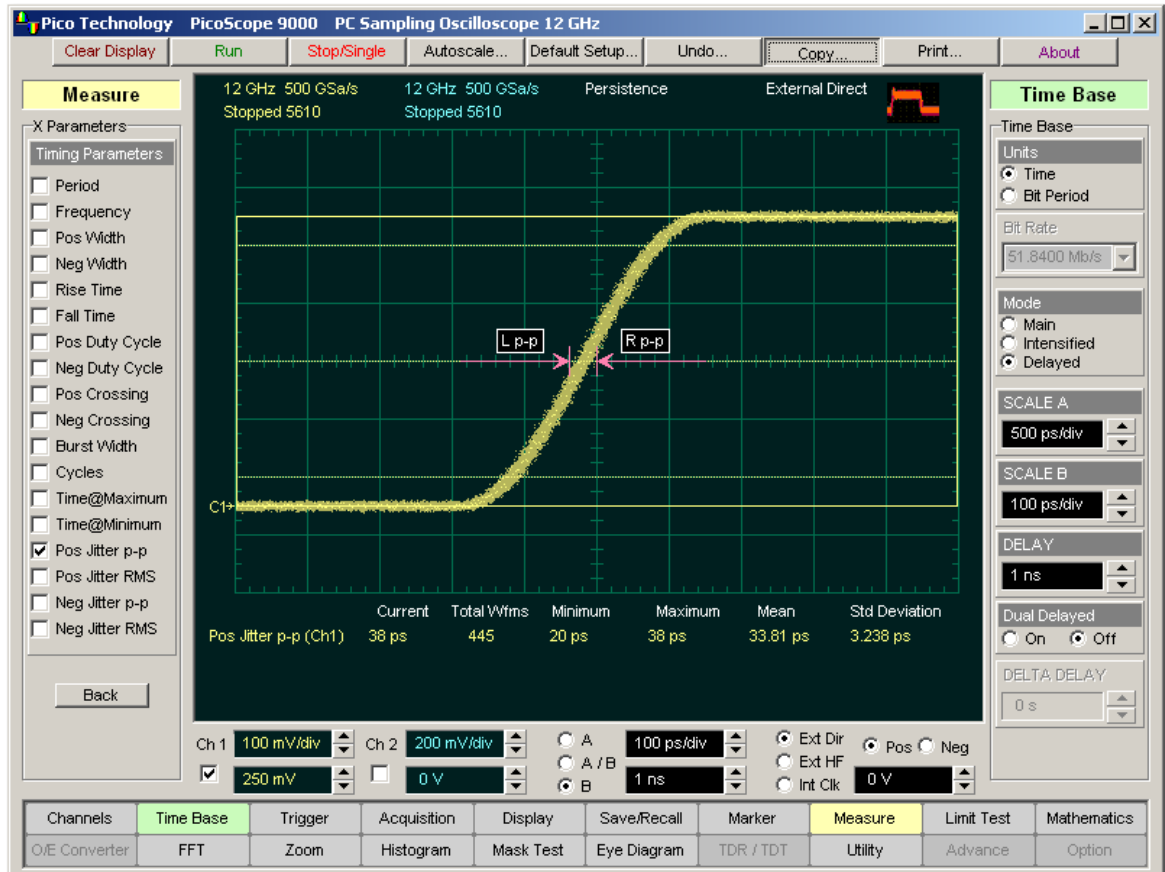 Pico Technology PicoScope 9000 PC Sampling Oscilloscope 12 GHz
Clear Display Run Stop/Single Autoscale... Default Setup... Undo... Copy... Print... About
Measure
X Parameters
Timing Parameters
Period
Frequency
Pos Width
Neg Width
Rise Time
Fall Time
Pos Duty Cycle
Neg Duty Cycle
Pos Crossing
Neg Crossing
Burst Width
Cycles
Time@Maximum
Time@Minimum
Pos Jitter p-p
Pos Jitter RMS
Neg Jitter p-p
Neg Jitter RMS
Back
12 GHz 500 GSa/s 12 GHz 500 GSa/s Persistence External Direct
Stopped 5610 Stopped 5610
L p-p R p-p
C1
Current Total Wfms Minimum Maximum Mean Std Deviation
Pos Jitter p-p (Ch1) 38 ps 445 20 ps 38 ps 33.81 ps 3.238 ps
Time Base
Time Base
Units
Time
Bit Period
Bit Rate
51.8400 Mb/s
Mode
Main
Intensified
Delayed
SCALE A
500 ps/div
SCALE B
100 ps/div
DELAY
1 ns
Dual Delayed
On Off
DELTA DELAY
0 s
Ch 1 100 mV/div Ch 2 200 mV/div A 100 ps/div Ext Dir Pos Neg
A / B Ext HF
250 mV 0 V B 1 ns Int Clk 0 V
Channels Time Base Trigger Acquisition Display Save/Recall Marker Measure Limit Test Mathematics
O/E Converter FFT Zoom Histogram Mask Test Eye Diagram TDR / TDT Utility Advance Option